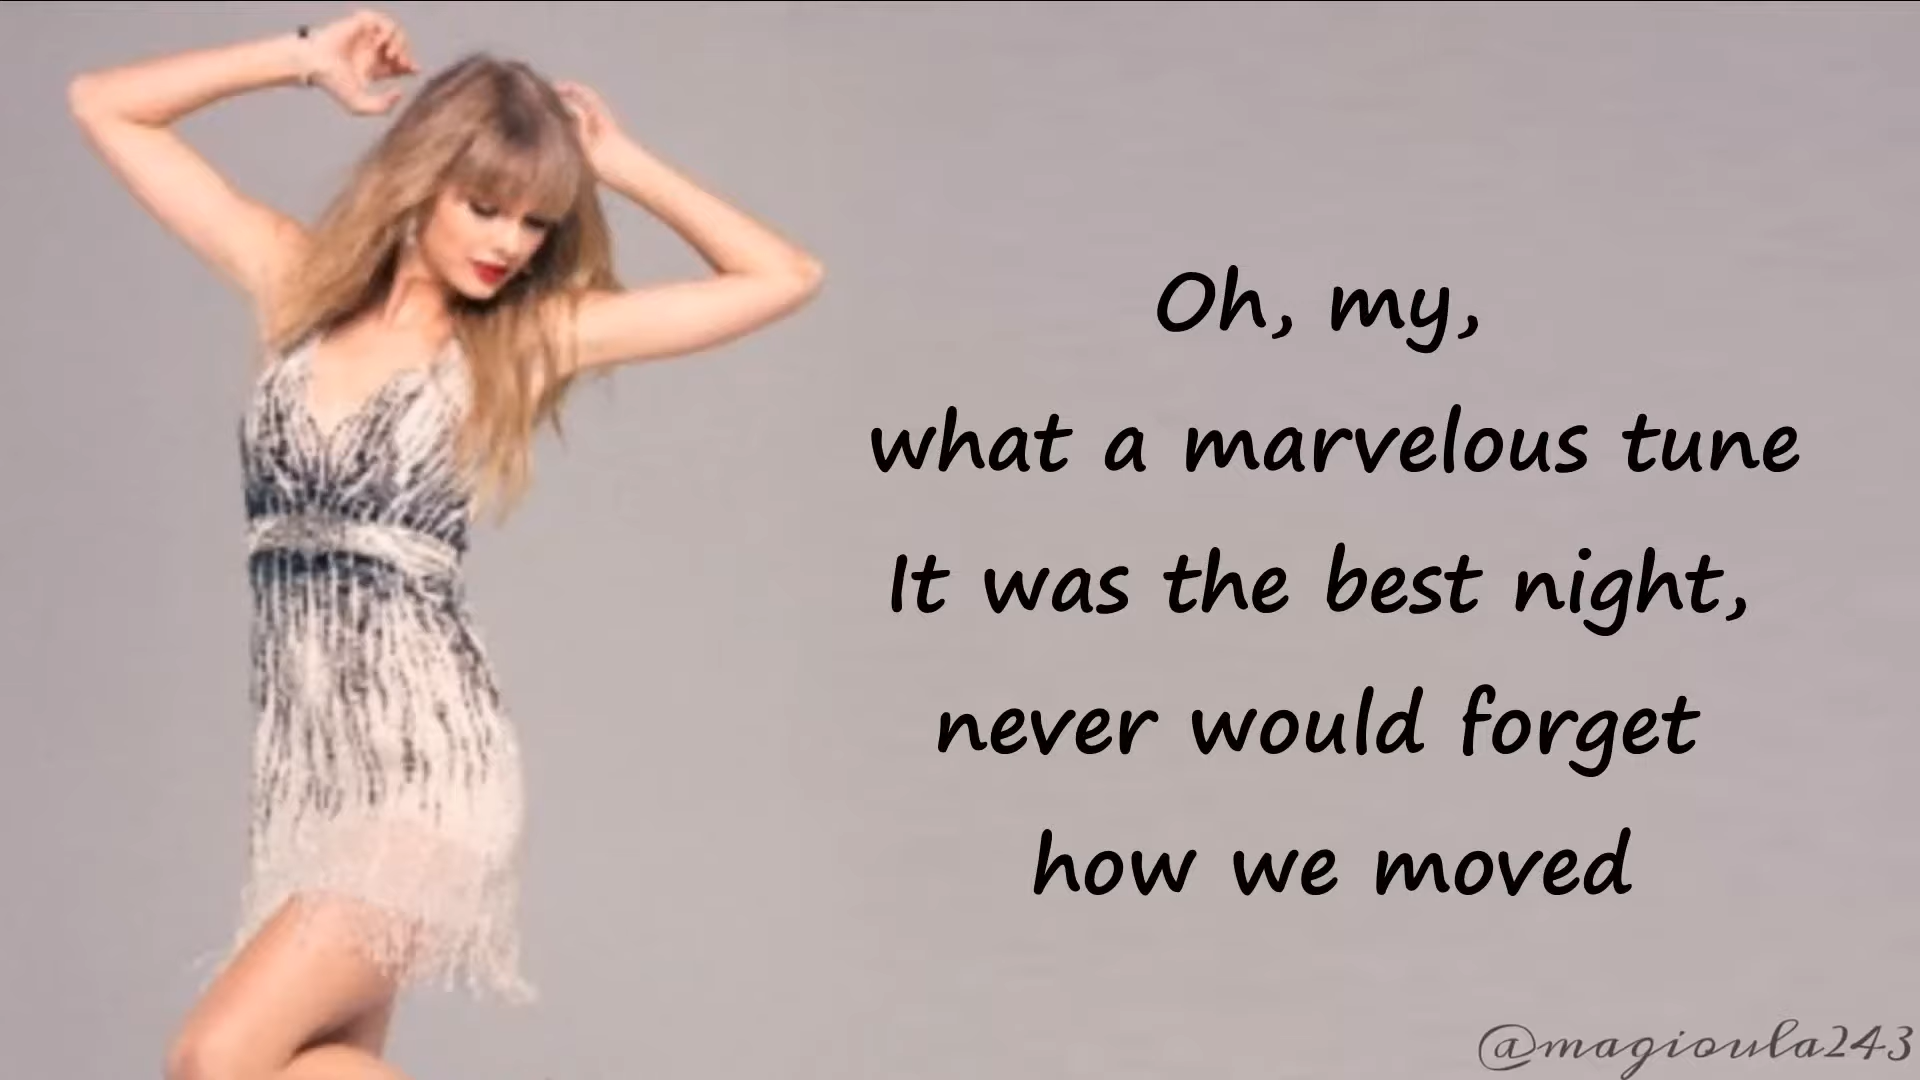 Oh, my,
what a marvelous tune
It was the best night,
never would forget
how we moved
@magioula243